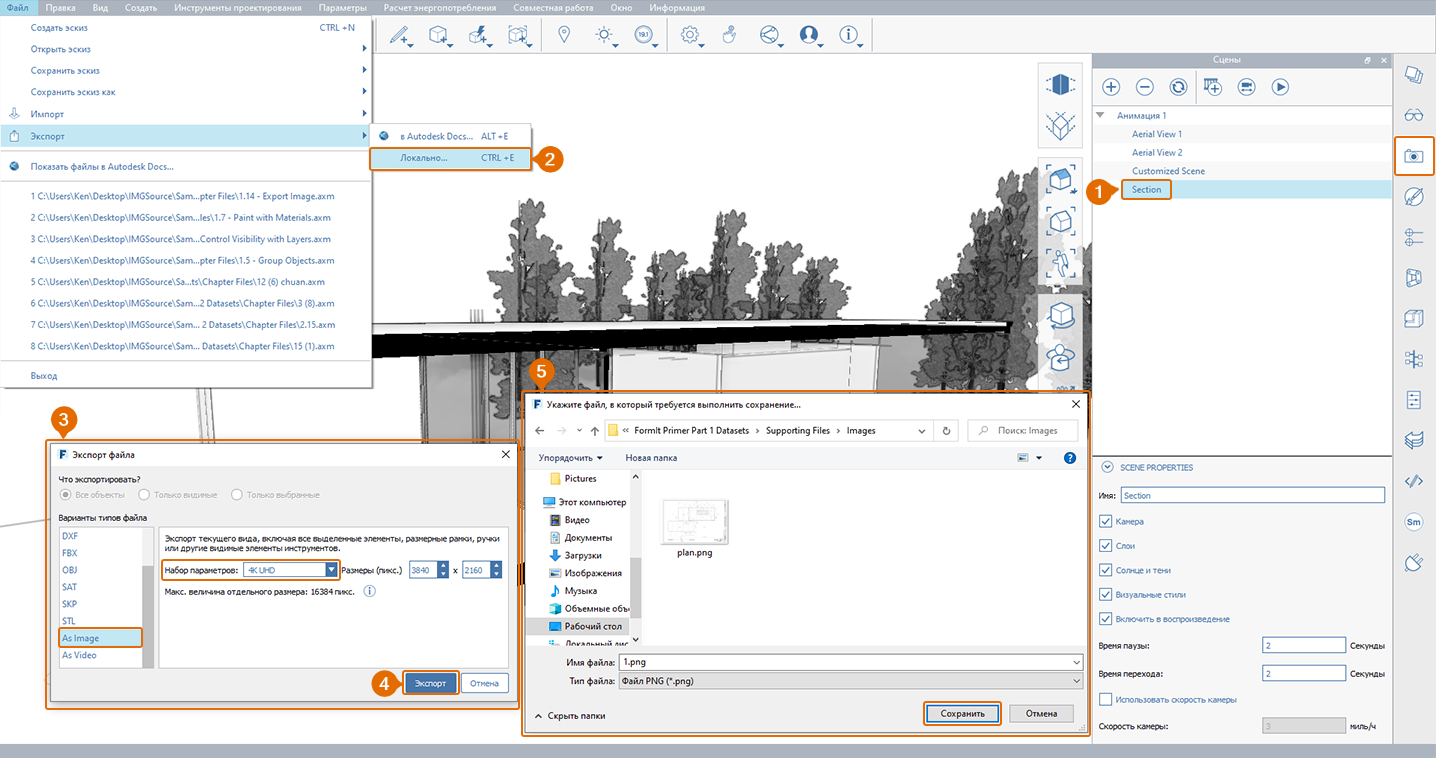 Файл Правка Вид Создать Инструменты проектирования Параметры Расчет энергопотребления Совместная работа Окно Информация
Создать эскиз CTRL +N
Открыть эскиз
Сохранить эскиз
Сохранить эскиз как
Импорт
Экспорт
Показать файлы в Autodesk Docs...
1 C:\Users\Ken\Desktop\IMGSource\Sam...pter Files\1.14 - Export Image.axm
2 C:\Users\Ken\Desktop\IMGSource\Sam...les\1.7 - Paint with Materials.axm
3 C:\Users\Ken\Desktop\IMGSource\Sam...Control Visibility with Layers.axm
4 C:\Users\Ken\Desktop\IMGSource\Sam...pter Files\1.5 - Group Objects.axm
5 C:\Users\Ken\Desktop\IMGSource\Sa...ts\Chapter Files\12 (6) chuan.axm
6 C:\Users\Ken\Desktop\IMGSource\Sam...2 Datasets\Chapter Files\3 (8).axm
7 C:\Users\Ken\Desktop\IMGSource\Sam... 2 Datasets\Chapter Files\2.15.axm
8 C:\Users\Ken\Desktop\IMGSource\Sam... Datasets\Chapter Files\15 (1).axm
Выход
в Autodesk Docs... ALT +E
Локально... CTRL +E
2
19.1
Сцены
Анимация 1
Aerial View 1
Aerial View 2
Customized Scene
1
Section
3
Экспорт файла
Что экспортировать?
Все объекты Только видимые Только выбранные
Варианты типов файла
DXF
FBX
OBJ
SAT
SKP
STL
As Image
As Video
Экспорт текущего вида, включая все выделенные элементы, размерные рамки, ручки
или другие видимые элементы инструментов.
Набор параметров: 4K UHD Размеры (пикс.) 3840 x 2160
Макс. величина отдельного размера: 16384 пикс.
4
Экспорт Отмена
5
Укажите файл, в который требуется выполнить сохранение...
« FormIt Primer Part 1 Datasets › Supporting Files › Images
Поиск: Images
Упорядочить Новая папка
Pictures
Этот компьютер
Видео
Документы
Загрузки
Изображения
Музыка
Объемные объ
Рабочий стол
Локальный дис
plan.png
Имя файла: 1.png
Тип файла: Файл PNG (*.png)
Скрыть папки
Сохранить Отмена
SCENE PROPERTIES
Имя: Section
Камера
Слои
Солнце и тени
Визуальные стили
Включить в воспроизведение
Время паузы: 2 Секунды
Время перехода: 2 Секунды
Использовать скорость камеры
Скорость камеры: 3 миль/ч
Sm